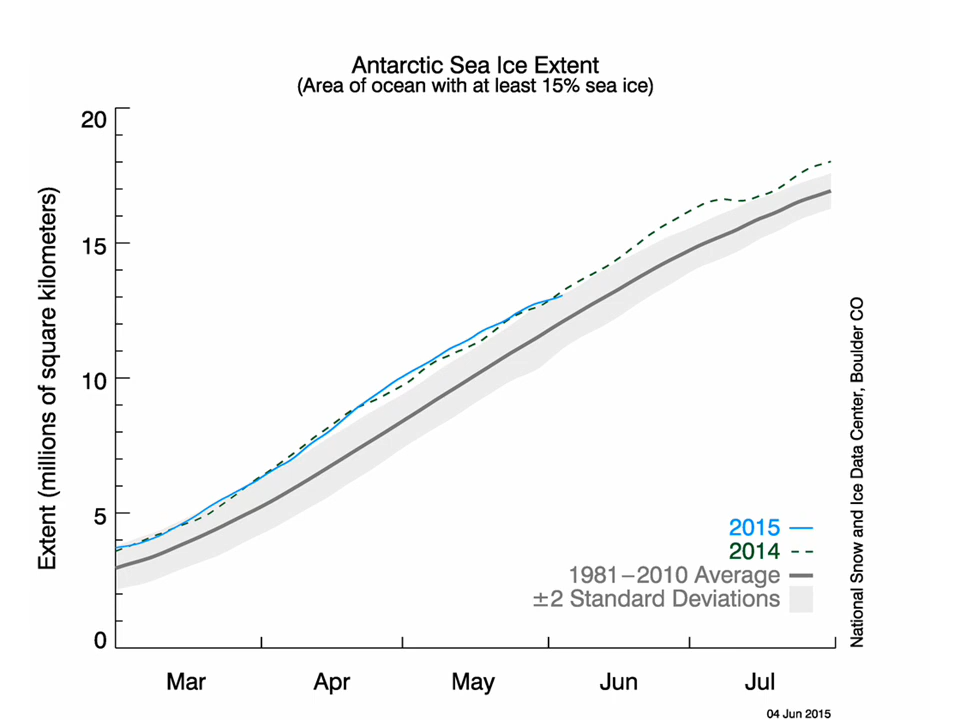 Antarctic Sea Ice Extent
(Area of ocean with at least 15% sea ice)
Extent (millions of square kilometers)
20
15
10
5
0
Mar Apr May Jun Jul
2015
2014
1981−2010 Average
±2 Standard Deviations
National Snow and Ice Data Center, Boulder CO
04 Jun 2015